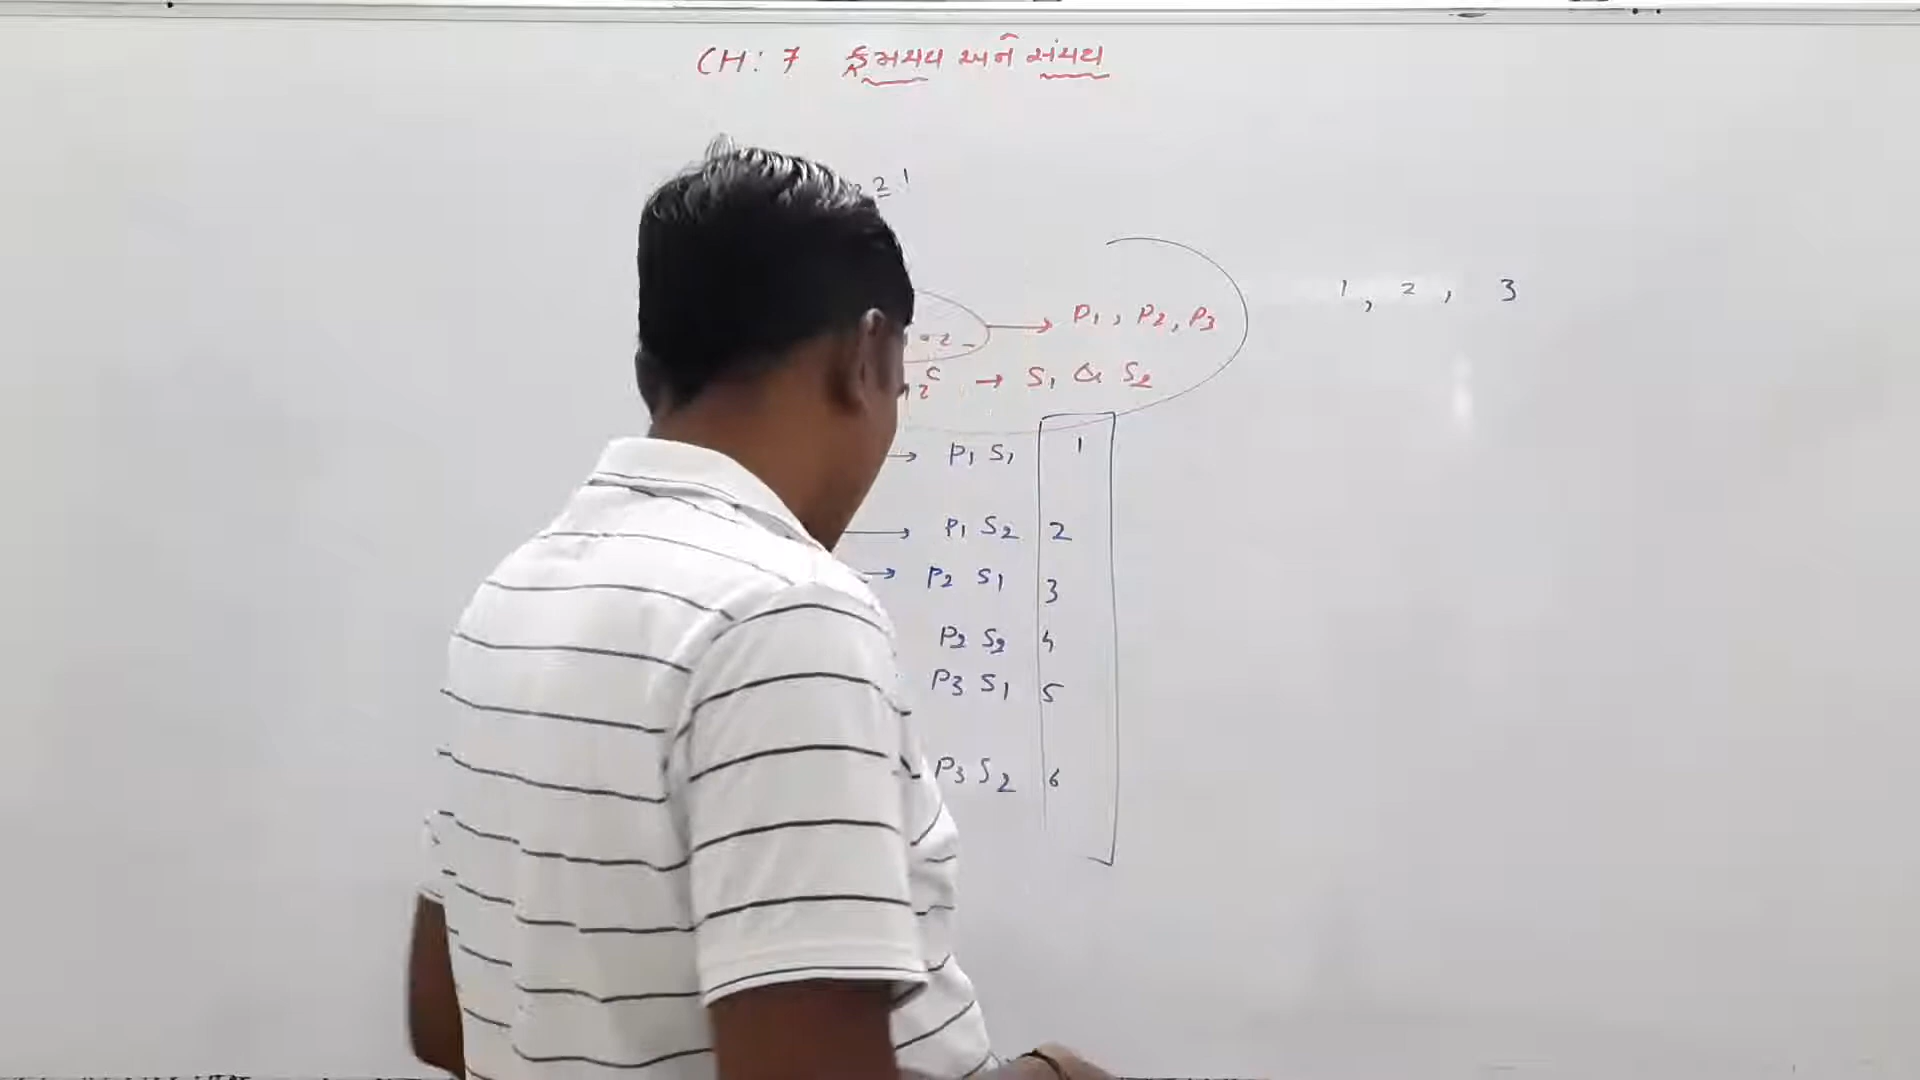 CH: 7 ક્રમચય અને સંચય
2 1
1, 2, 3
→ P1, P2, P3
→ S1 & S2
→ P1 S1 1
→ P1 S2 2
→ P2 S1 3
P2 S2 4
P3 S1 5
P3 S2 6